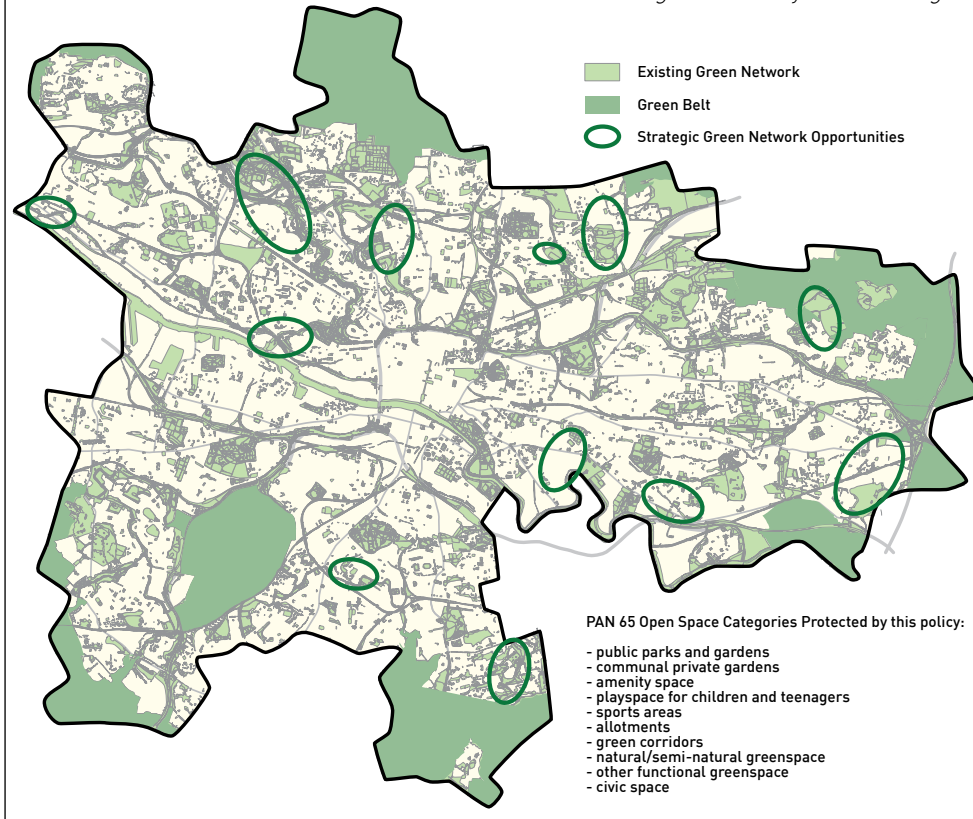 Existing Green Network
Green Belt
Strategic Green Network Opportunities
PAN 65 Open Space Categories Protected by this policy:
- public parks and gardens
- communal private gardens
- amenity space
- playspace for children and teenagers
- sports areas
- allotments
- green corridors
- natural/semi-natural greenspace
- other functional greenspace
- civic space